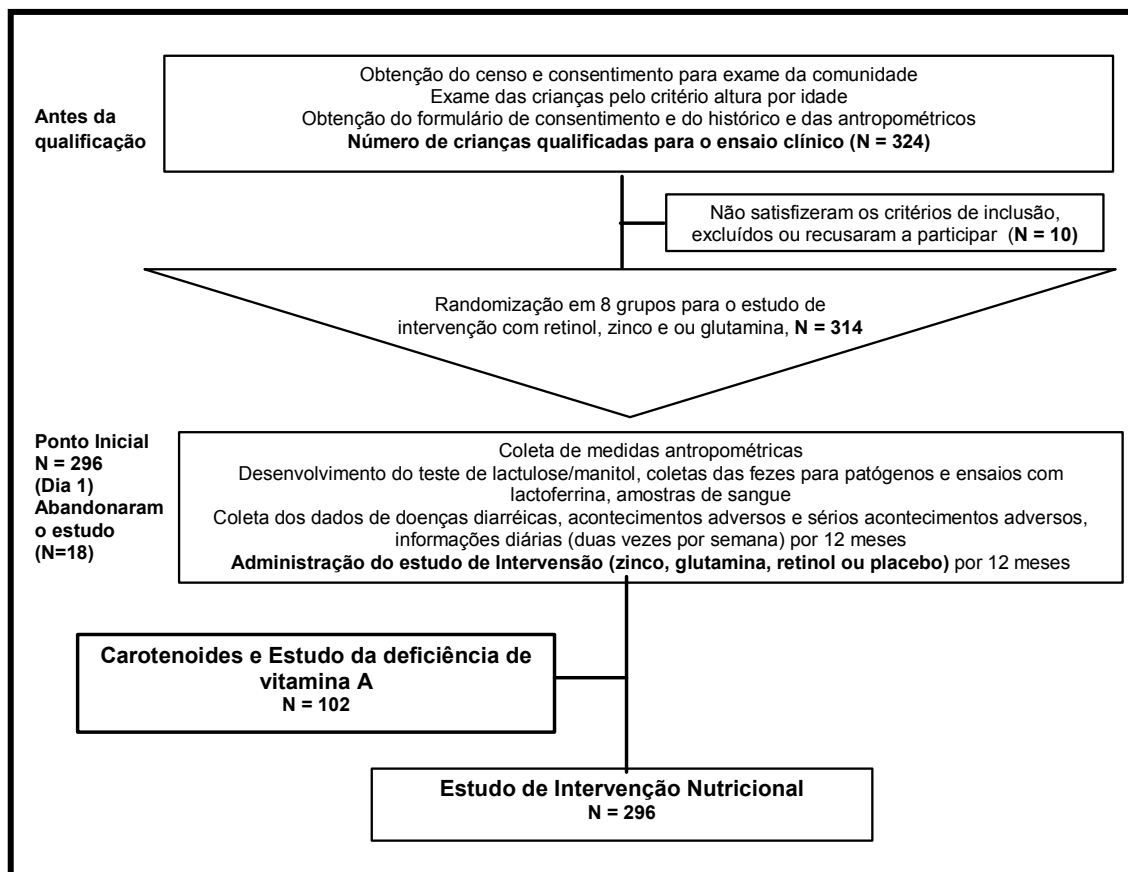 Obtenção do censo e consentimento para exame da comunidade
Exame das crianças pelo critério altura por idade
Obtenção do formulário de consentimento e do histórico e das antropométricos
Número de crianças qualificadas para o ensaio clínico (N = 324)
Antes da
qualificação
Não satisfizeram os critérios de inclusão,
excluídos ou recusaram a participar (N = 10)
Randomização em 8 grupos para o estudo de
intervenção com retinol, zinco e ou glutamina, N = 314
Ponto Inicial
N = 296
(Dia 1)
Abandonaram
o estudo
(N=18)
Coleta de medidas antropométricas
Desenvolvimento do teste de lactulose/manitol, coletas das fezes para patógenos e ensaios com
lactoferrina, amostras de sangue
Coleta dos dados de doenças diarréicas, acontecimentos adversos e sérios acontecimentos adversos,
informações diárias (duas vezes por semana) por 12 meses
Administração do estudo de Intervensão (zinco, glutamina, retinol ou placebo) por 12 meses
Carotenoides e Estudo da deficiência de
vitamina A
N = 102
Estudo de Intervenção Nutricional
N = 296